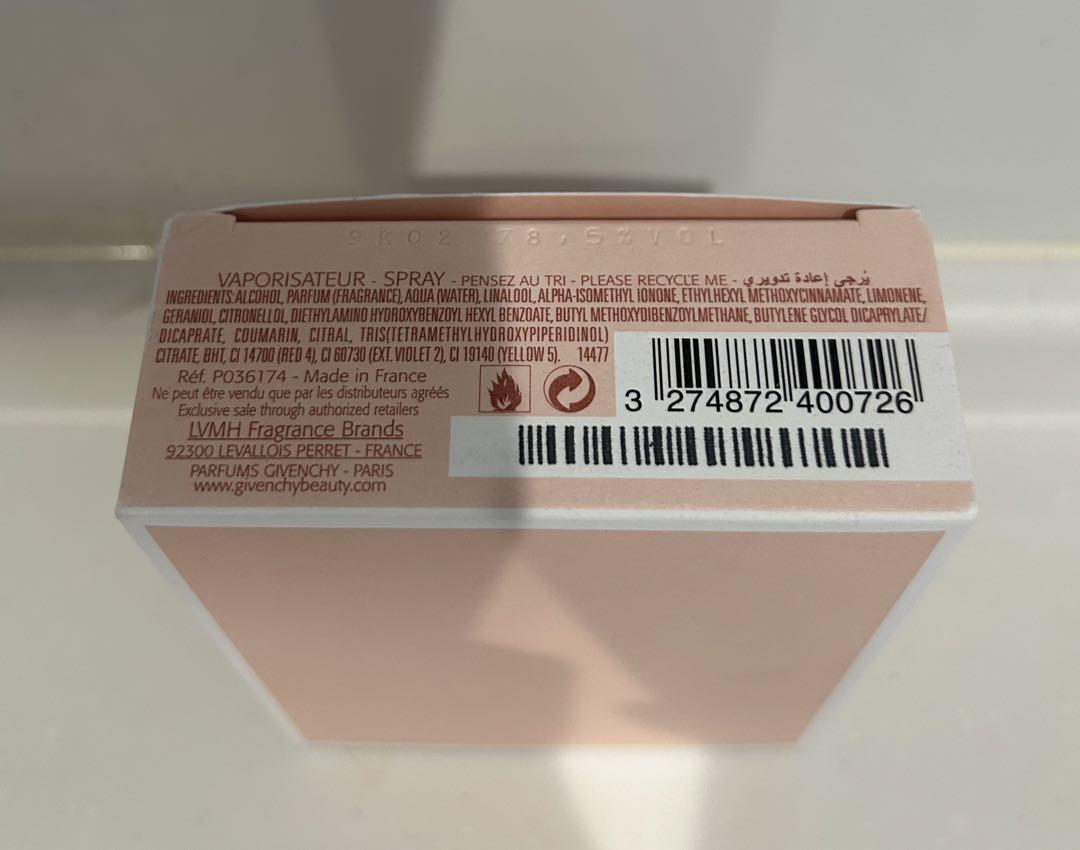 9K02 78,5%VOL
VAPORISATEUR - SPRAY - PENSEZ AU TRI - PLEASE RECYCLE ME - يُرجى إعادة تدويري
INGREDIENTS: ALCOHOL, PARFUM (FRAGRANCE), AQUA (WATER), LINALOOL, ALPHA-ISOMETHYL IONONE, ETHYLHEXYL METHOXYCINNAMATE, LIMONENE,
GERANIOL, CITRONELLOL, DIETHYLAMINO HYDROXYBENZOYL HEXYL BENZOATE, BUTYL METHOXYDIBENZOYLMETHANE, BUTYLENE GLYCOL DICAPRYLATE/
DICAPRATE, COUMARIN, CITRAL, TRIS(TETRAMETHYLHYDROXYPIPERIDINOL)
CITRATE, BHT, CI 14700 (RED 4), CI 60730 (EXT. VIOLET 2), CI 19140 (YELLOW 5). 14477
Réf. P036174 - Made in France
Ne peut être vendu que par les distributeurs agréés
Exclusive sale through authorized retailers
LVMH Fragrance Brands
92300 LEVALLOIS PERRET - FRANCE
PARFUMS GIVENCHY - PARIS
www.givenchybeauty.com
3 274872 400726